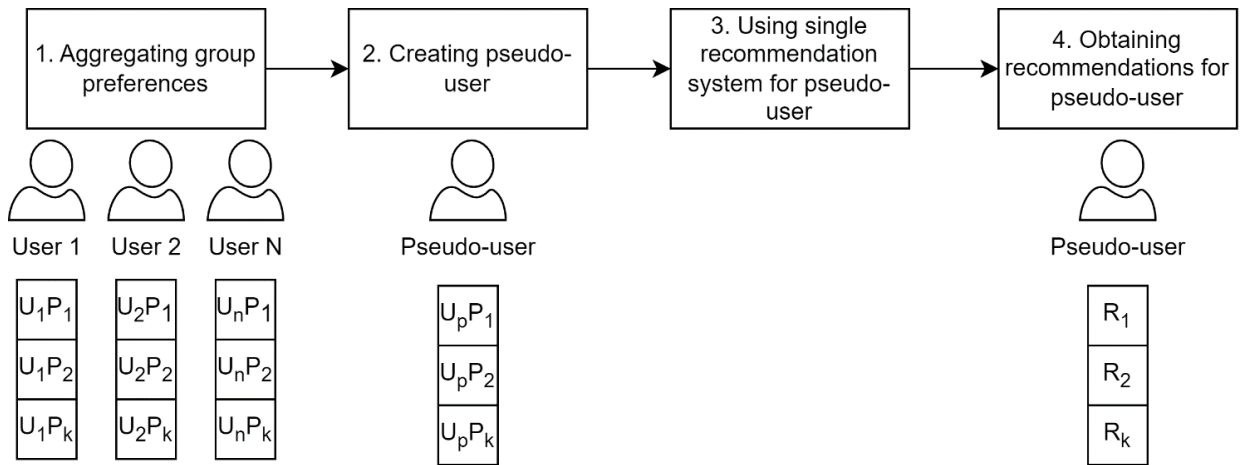 1. Aggregating group
preferences
2. Creating pseudo-
user
3. Using single
recommendation
system for pseudo-
user
4. Obtaining
recommendations for
pseudo-user
User 1
User 2
User N
Pseudo-user
Pseudo-user
U₁P₁
U₂P₁
UₙP₁
UₚP₁
R₁
U₁P₂
U₂P₂
UₙP₂
UₚP₂
R₂
U₁Pₖ
U₂Pₖ
UₙPₖ
UₚPₖ
Rₖ